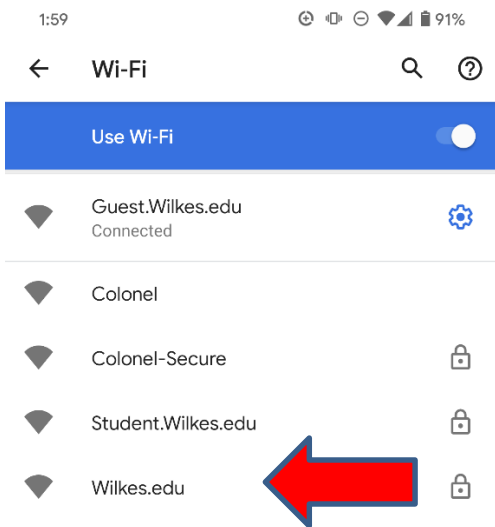 1:59 91%
Wi-Fi
Use Wi-Fi
Guest.Wilkes.edu
Connected
Colonel
Colonel-Secure
Student.Wilkes.edu
Wilkes.edu